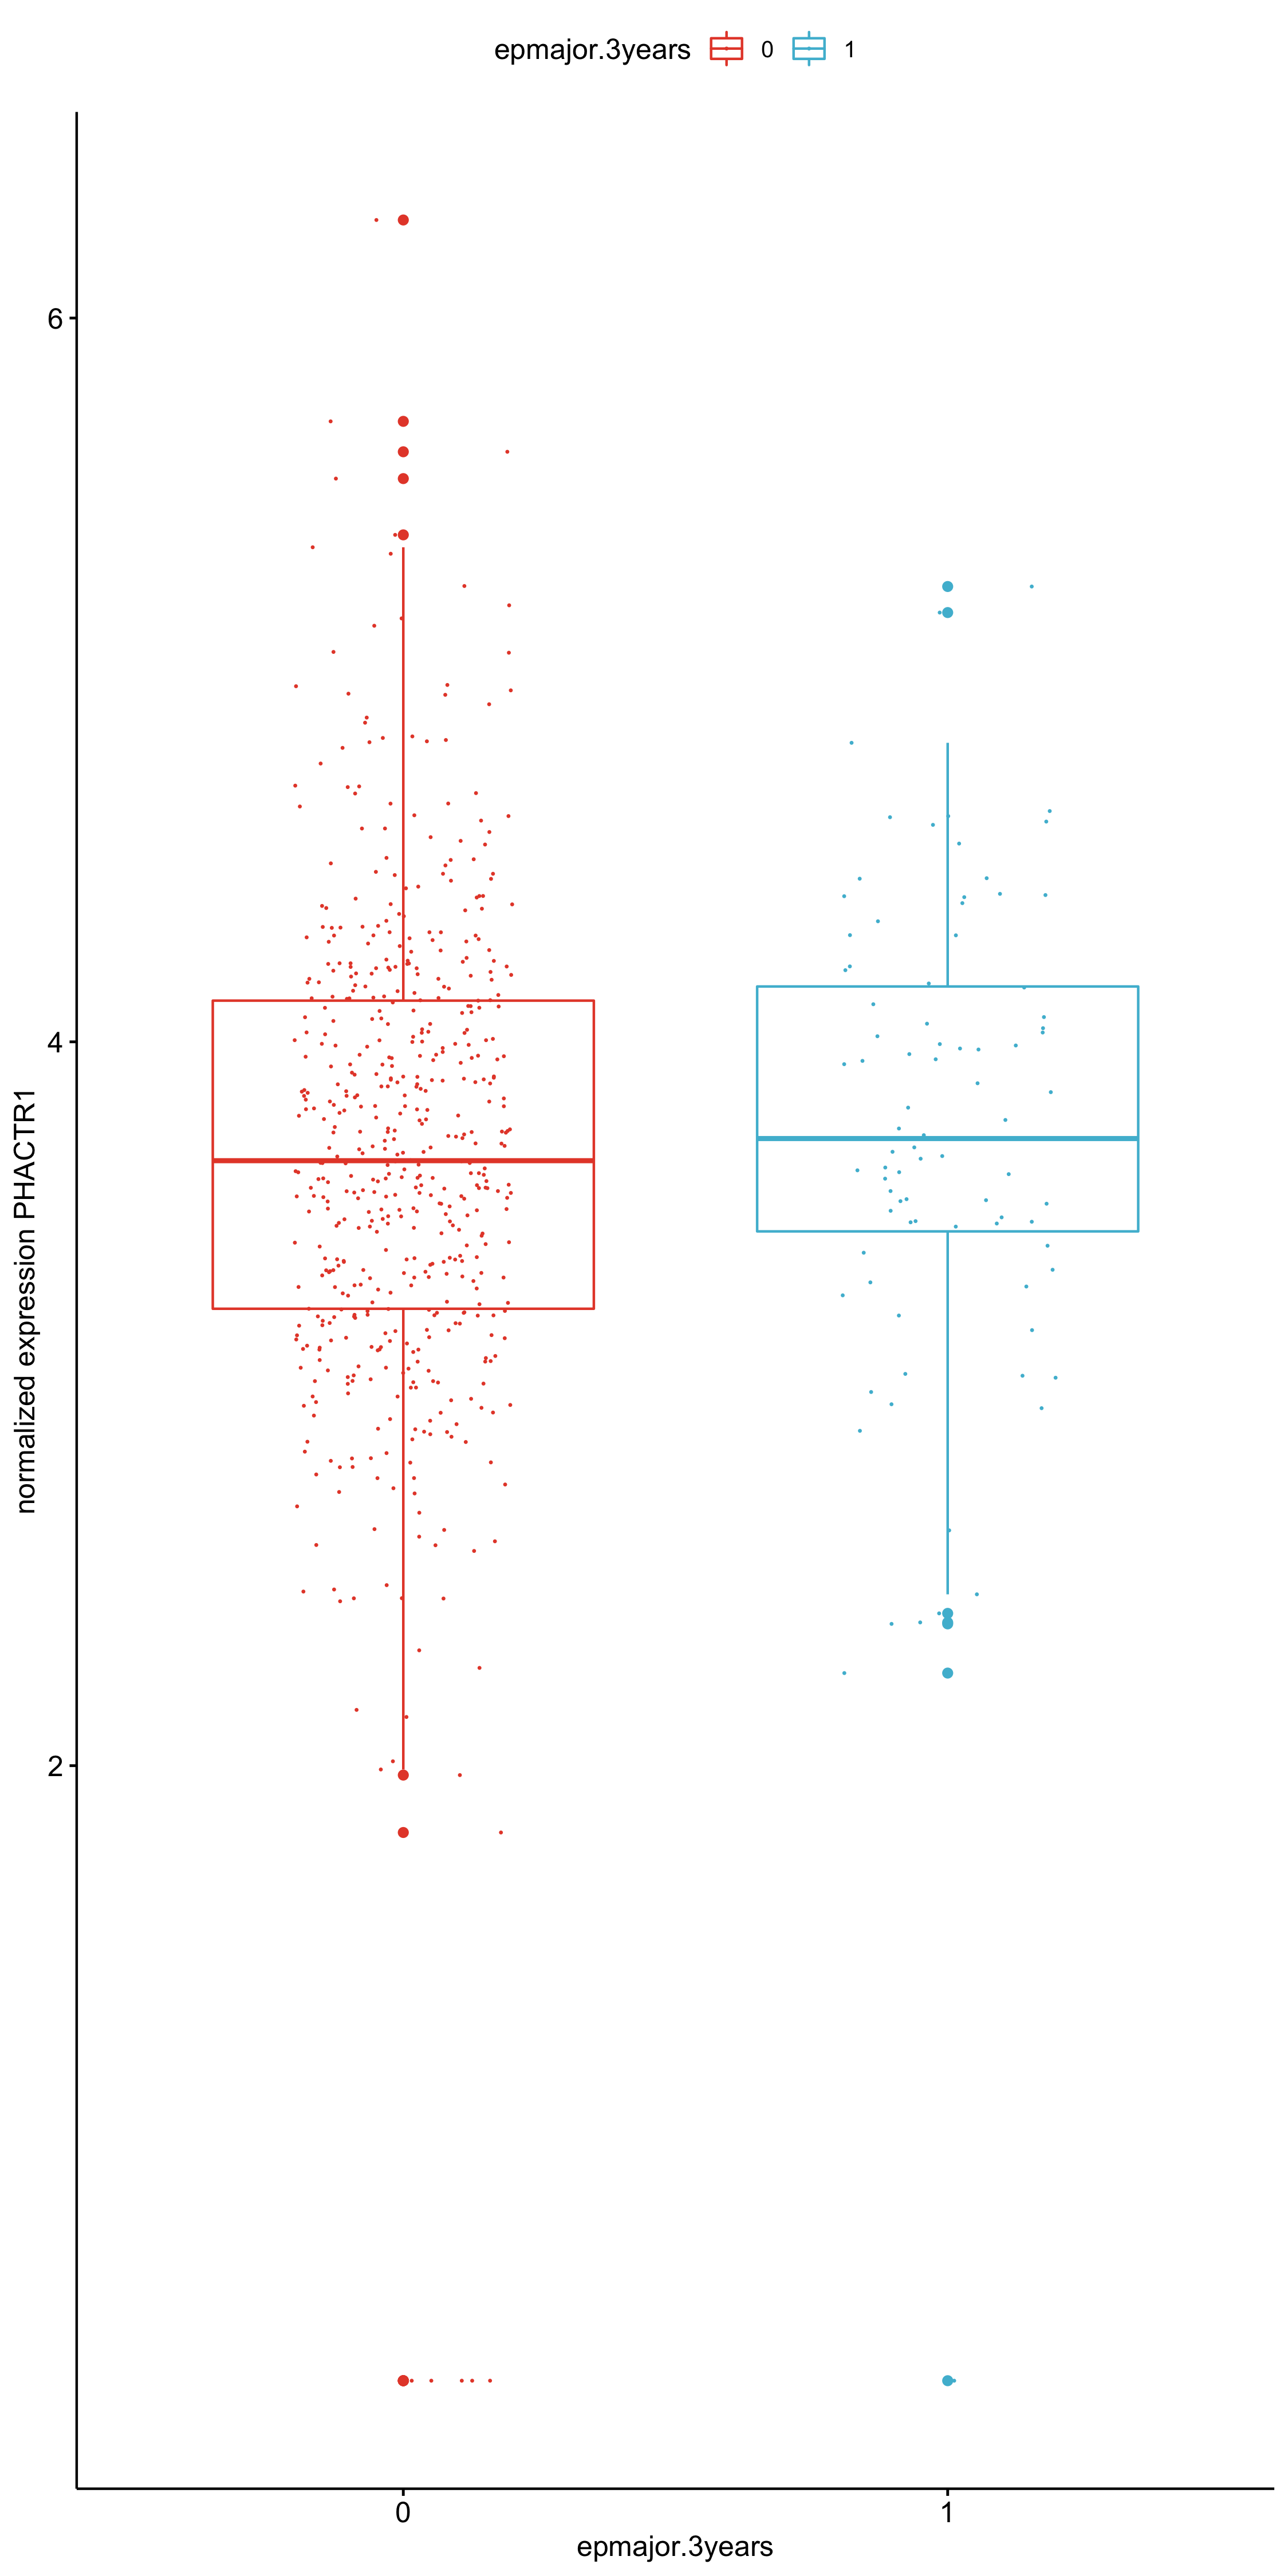 epmajor.3years 0 1
normalized expression PHACTR1
6
4
2
0 1
epmajor.3years